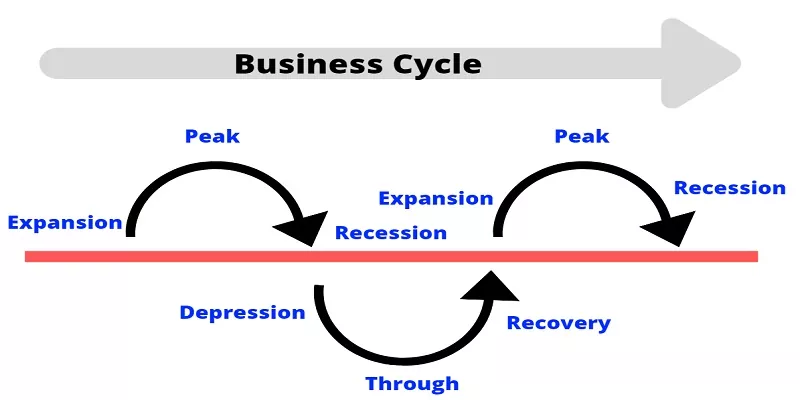 Business Cycle
Peak
Peak
Expansion
Recession
Expansion
Recession
Depression
Through
Recovery